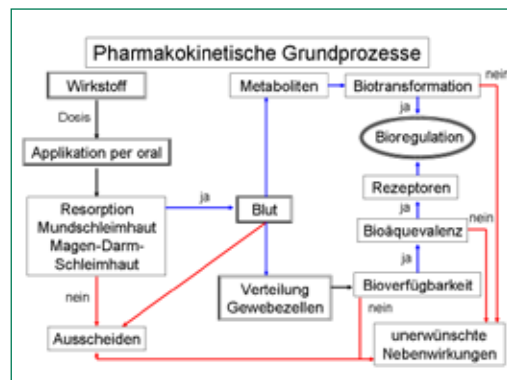 Pharmakokinetische Grundprozesse
Wirkstoff
Metaboliten
Biotransformation
nein
Dosis
ja
Bioregulation
Applikation per oral
Rezeptoren
Resorption
Mundschleimhaut
Magen-Darm-
Schleimhaut
ja
Blut
ja
nein
Bioäquevalenz
ja
Verteilung
Gewebezellen
Bioverfügbarkeit
nein
nein
Ausscheiden
unerwünschte
Nebenwirkungen